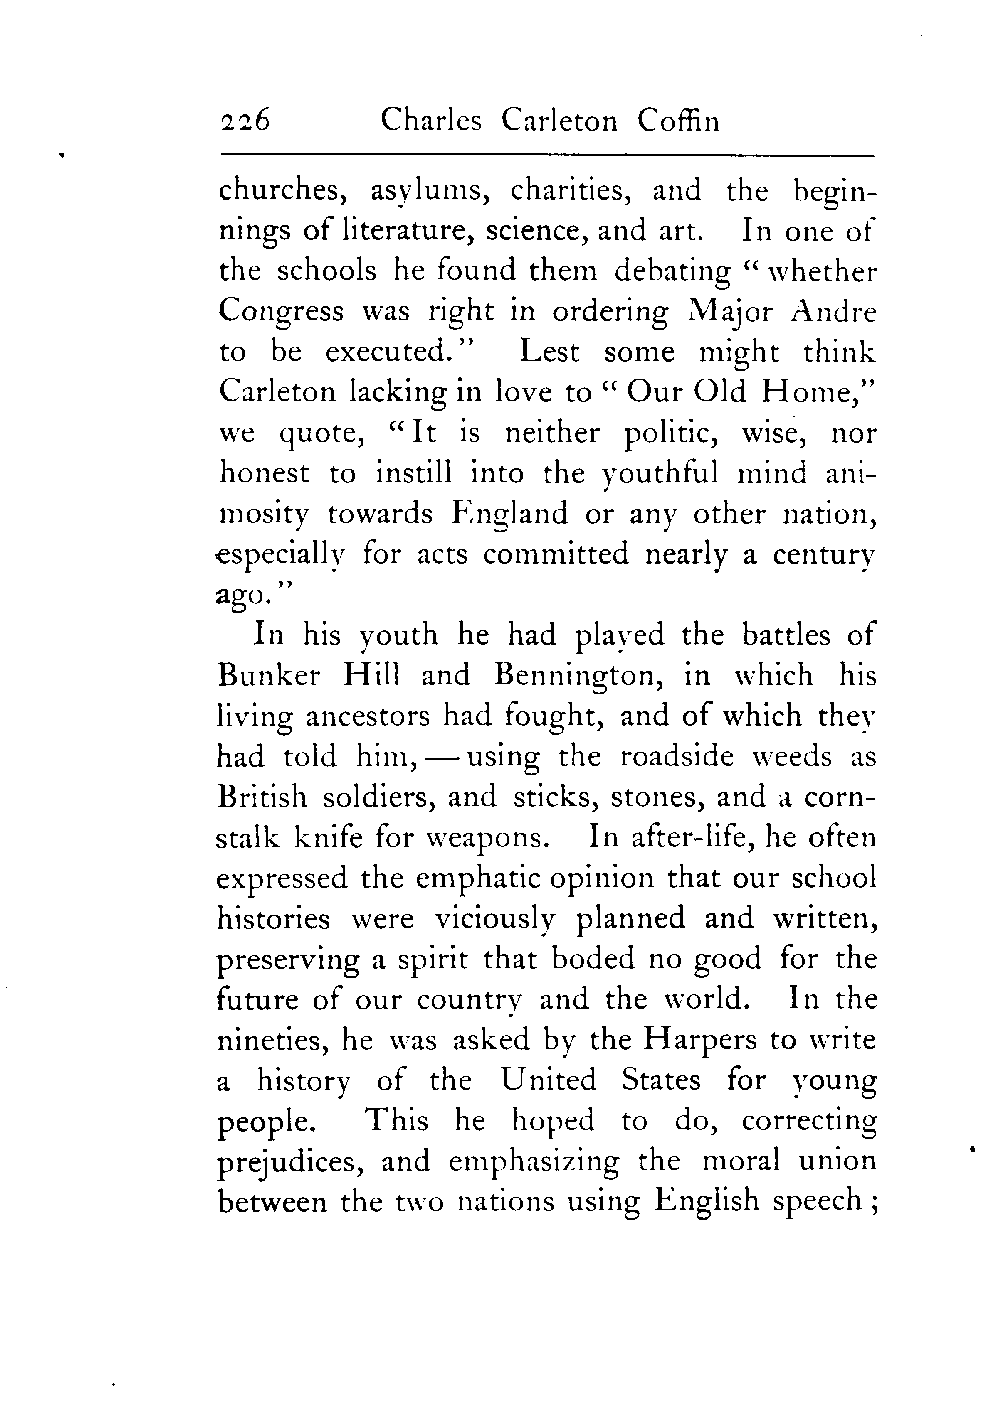 226 Charles Carleton Coffin
churches, asylums, charities, and the begin-
nings of literature, science, and art. In one of
the schools he found them debating “ whether
Congress was right in ordering Major Andre
to be executed.” Lest some might think
Carleton lacking in love to “ Our Old Home,”
we quote, “ It is neither politic, wise, nor
honest to instill into the youthful mind ani-
mosity towards England or any other nation,
especially for acts committed nearly a century
ago.”
In his youth he had played the battles of
Bunker Hill and Bennington, in which his
living ancestors had fought, and of which they
had told him, — using the roadside weeds as
British soldiers, and sticks, stones, and a corn-
stalk knife for weapons. In after-life, he often
expressed the emphatic opinion that our school
histories were viciously planned and written,
preserving a spirit that boded no good for the
future of our country and the world. In the
nineties, he was asked by the Harpers to write
a history of the United States for young
people. This he hoped to do, correcting
prejudices, and emphasizing the moral union
between the two nations using English speech ;